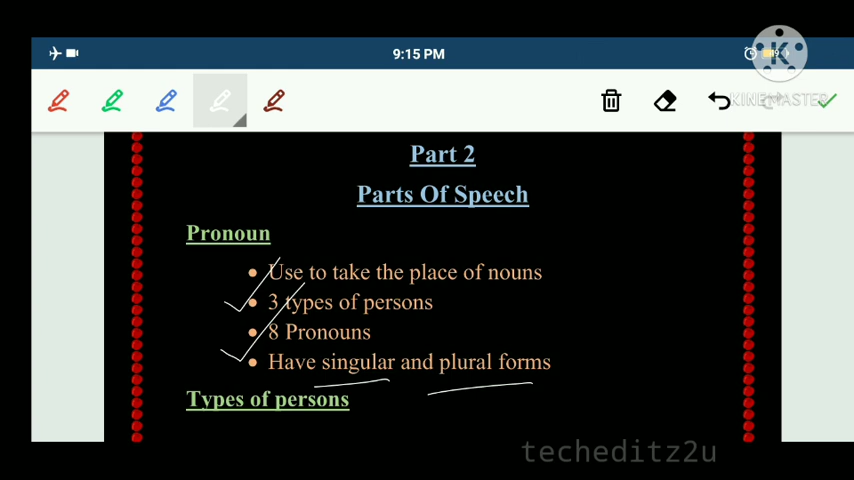 9:15 PM
19
K
KINEMASTER
Part 2
Parts Of Speech
Pronoun
• Use to take the place of nouns
• 3 types of persons
• 8 Pronouns
• Have singular and plural forms
Types of persons
techeditz2u